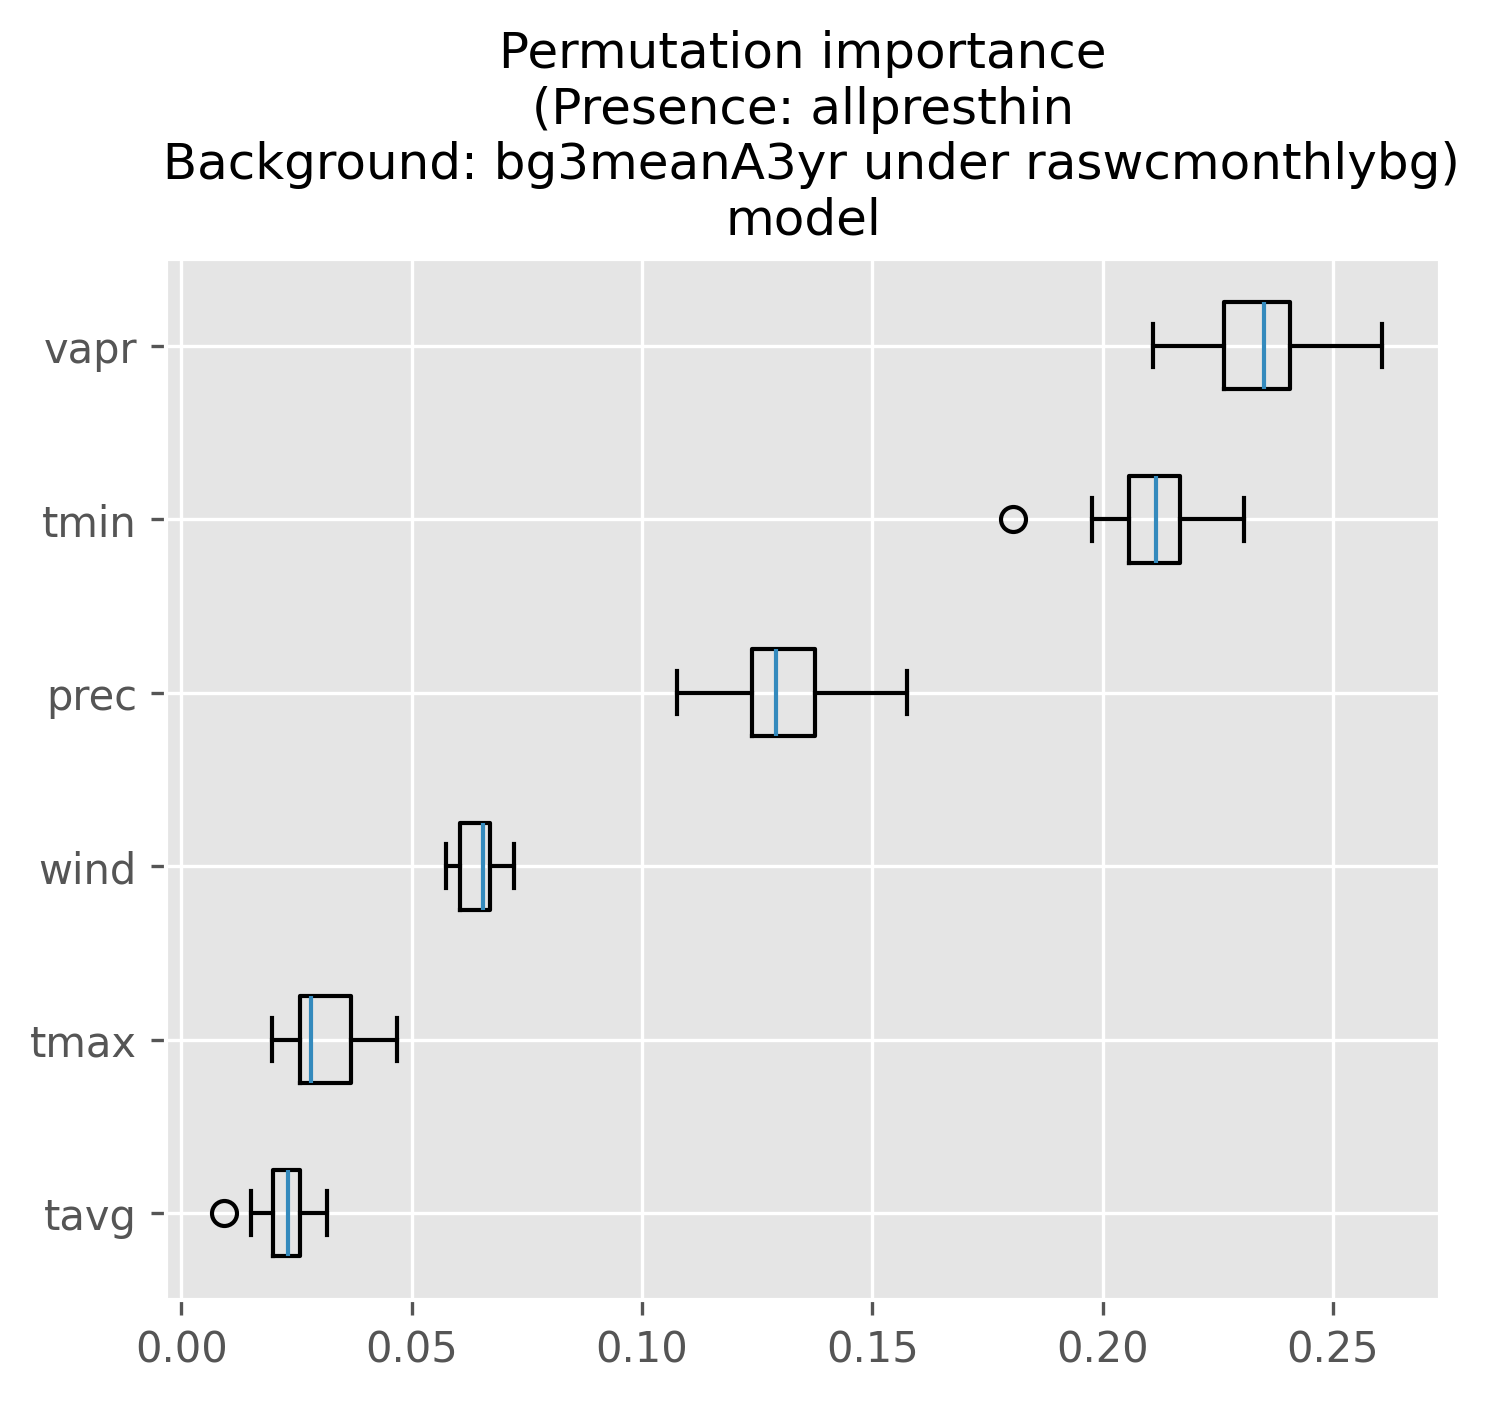 Permutation importance
(Presence: allpresthin
Background: bg3meanA3yr under raswcmonthlybg)
model
vapr
tmin
prec
wind
tmax
tavg
0.00 0.05 0.10 0.15 0.20 0.25